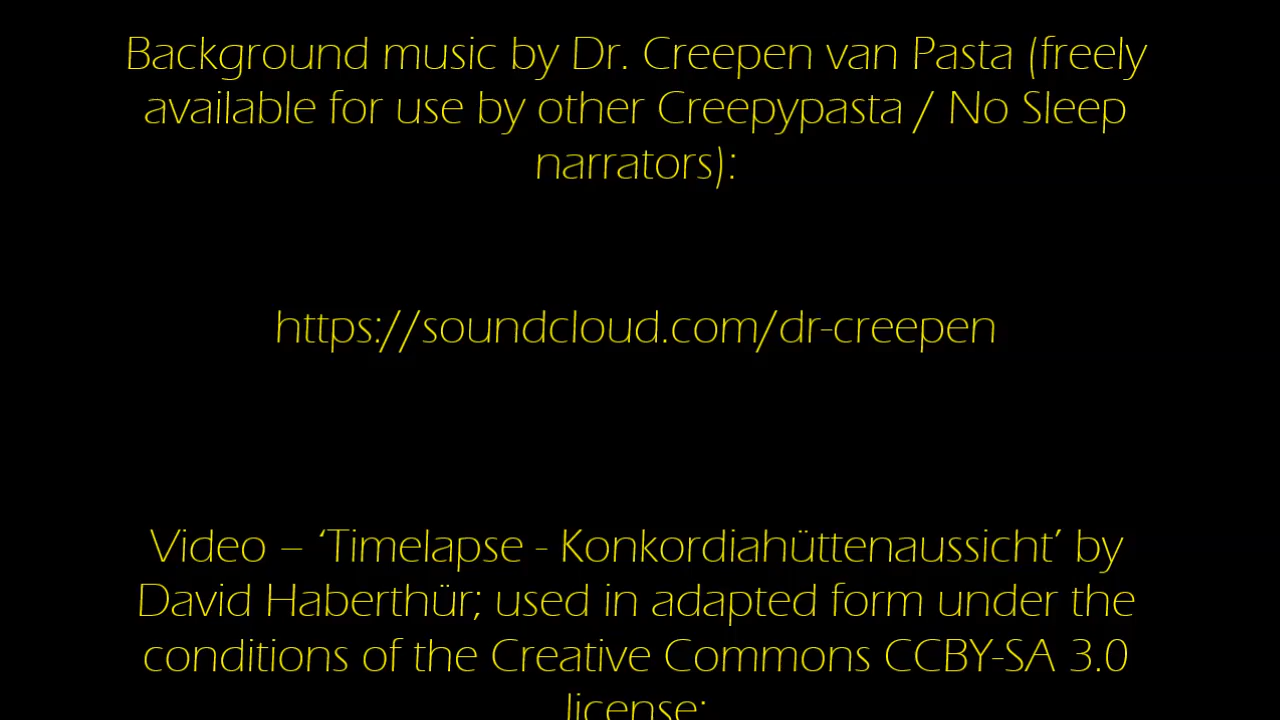 Background music by Dr. Creepen van Pasta (freely
available for use by other Creepypasta / No Sleep
narrators):
https://soundcloud.com/dr-creepen
Video – ‘Timelapse - Konkordiahüttenaussicht’ by
David Haberthür; used in adapted form under the
conditions of the Creative Commons CCBY-SA 3.0
license: